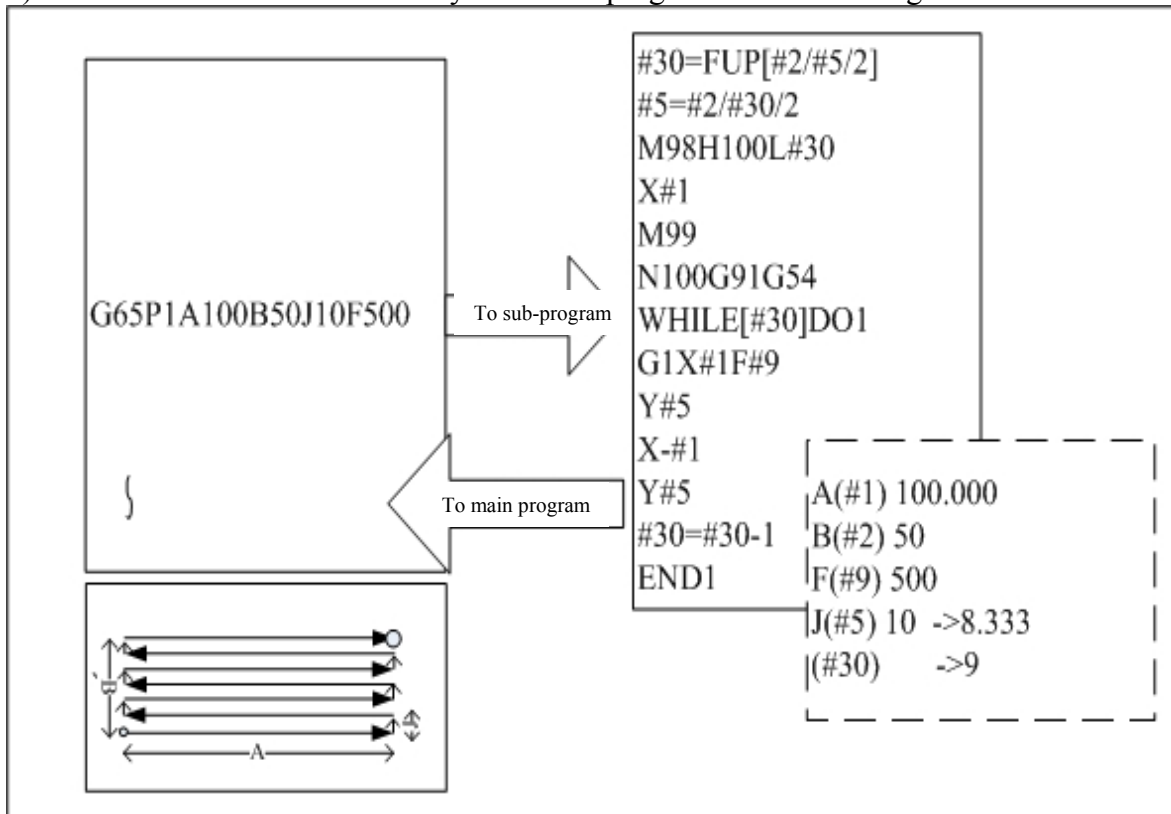 G65P1A100B50J10F500
To sub-program
To main program
#30=FUP[#2/#5/2]
#5=#2/#30/2
M98H100L#30
X#1
M99
N100G91G54
WHILE[#30]DO1
G1X#1F#9
Y#5
X-#1
Y#5
#30=#30-1
END1
A(#1) 100.000
B(#2) 50
F(#9) 500
J(#5) 10 ->8.333
(#30) ->9
B
A